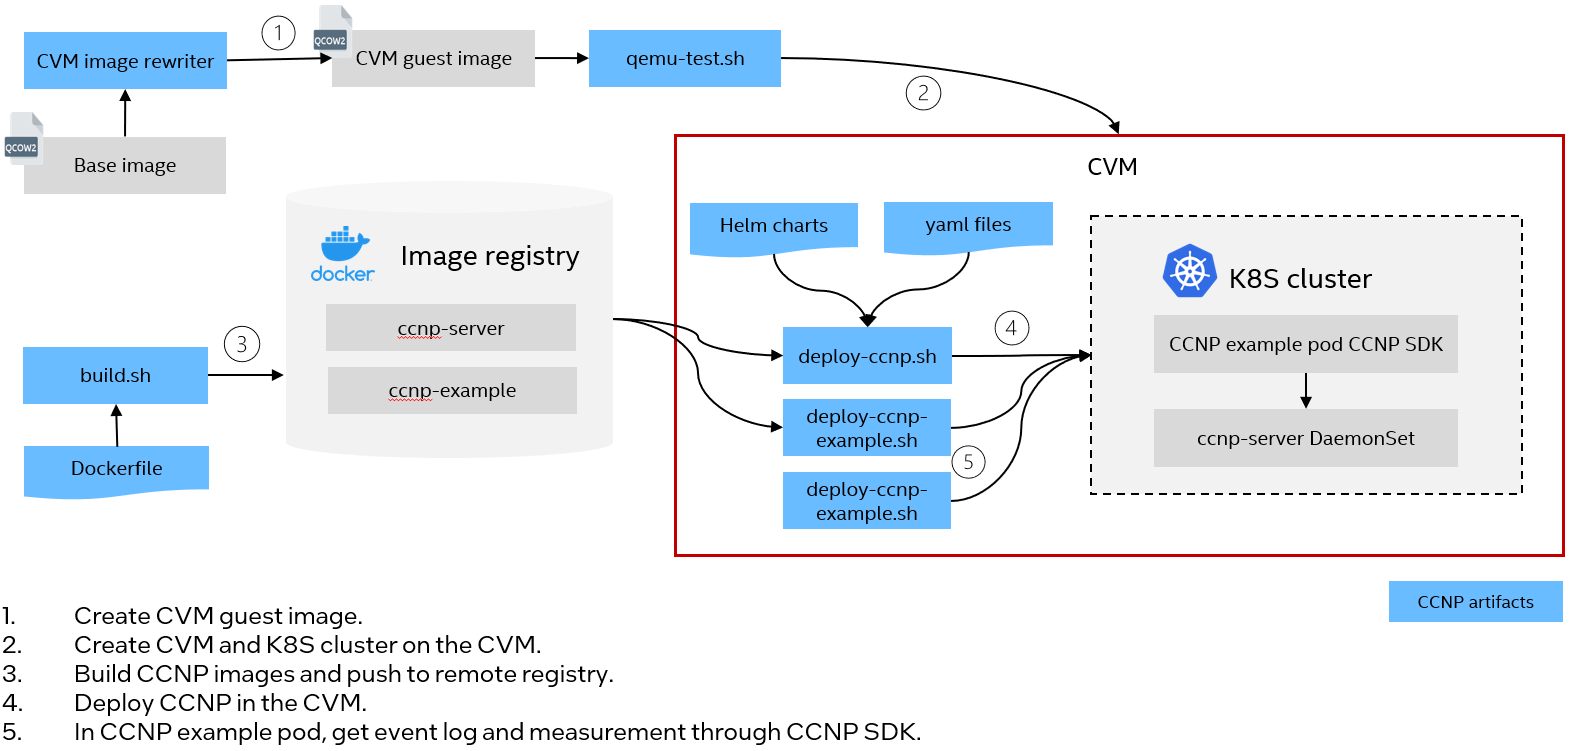 1
QCOW2
CVM image rewriter
CVM guest image
qemu-test.sh
2
QCOW2
Base image
CVM
Helm charts
yaml files
docker
Image registry
K8S cluster
ccnp-server
3
4
CCNP example pod CCNP SDK
deploy-ccnp.sh
build.sh
ccnp-example
deploy-ccnp-
example.sh
ccnp-server DaemonSet
Dockerfile
5
deploy-ccnp-
example.sh
CCNP artifacts
1. Create CVM guest image.
2. Create CVM and K8S cluster on the CVM.
3. Build CCNP images and push to remote registry.
4. Deploy CCNP in the CVM.
5. In CCNP example pod, get event log and measurement through CCNP SDK.